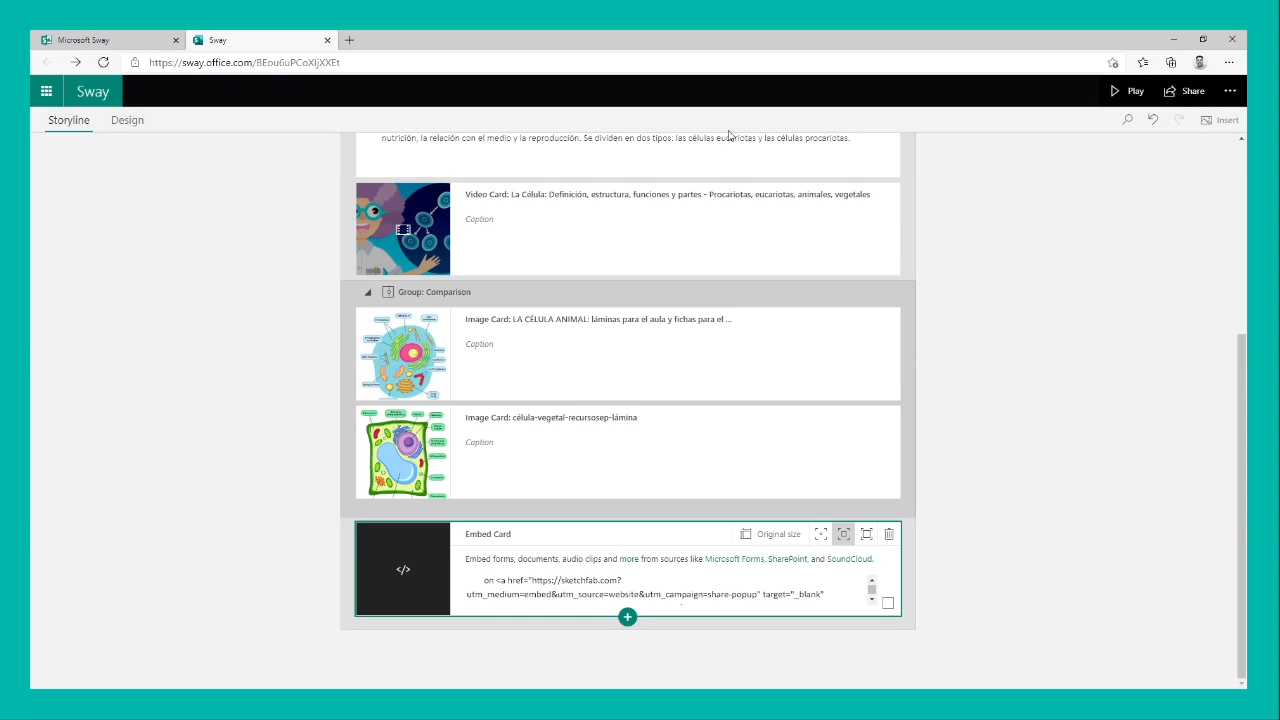 Microsoft Sway
Sway
https://sway.office.com/BEou6uPCoXIjXXEt
Sway
Play
Share
Storyline
Design
Insert
nutrición, la relación con el medio y la reproducción. Se dividen en dos tipos: las células eucariotas y las células procariotas.
Video Card: La Célula: Definición, estructura, funciones y partes - Procariotas, eucariotas, animales, vegetales
Caption
Group: Comparison
Image Card: LA CÉLULA ANIMAL: láminas para el aula y fichas para el ...
Caption
Image Card: célula-vegetal-recursosep-lámina
Caption
Embed Card
Original size
Embed forms, documents, audio clips and more from sources like Microsoft Forms, SharePoint, and SoundCloud.
</>
on <a href="https://sketchfab.com?
utm_medium=embed&utm_source=website&utm_campaign=share-popup" target="_blank"